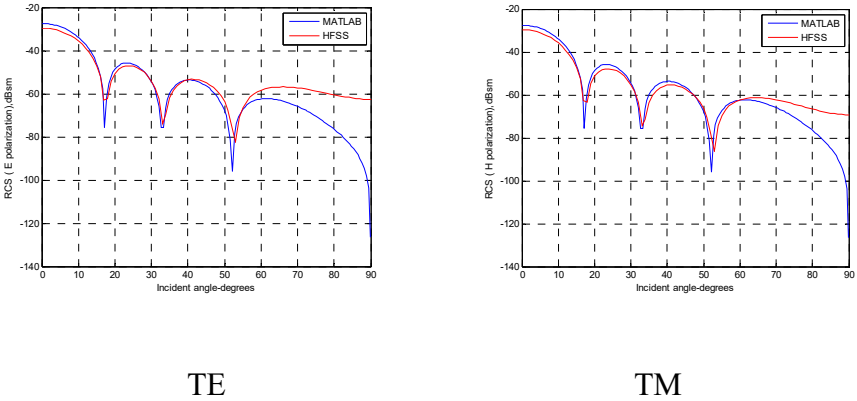 -20
-40
-60
-80
-100
-120
-140
0 10 20 30 40 50 60 70 80 90
RCS ( E polarization),dBsm
Incident angle-degrees
MATLAB
HFSS
TE
-20
-40
-60
-80
-100
-120
-140
0 10 20 30 40 50 60 70 80 90
RCS ( H polarization), dBsm
Incident angle-degrees
MATLAB
HFSS
TM